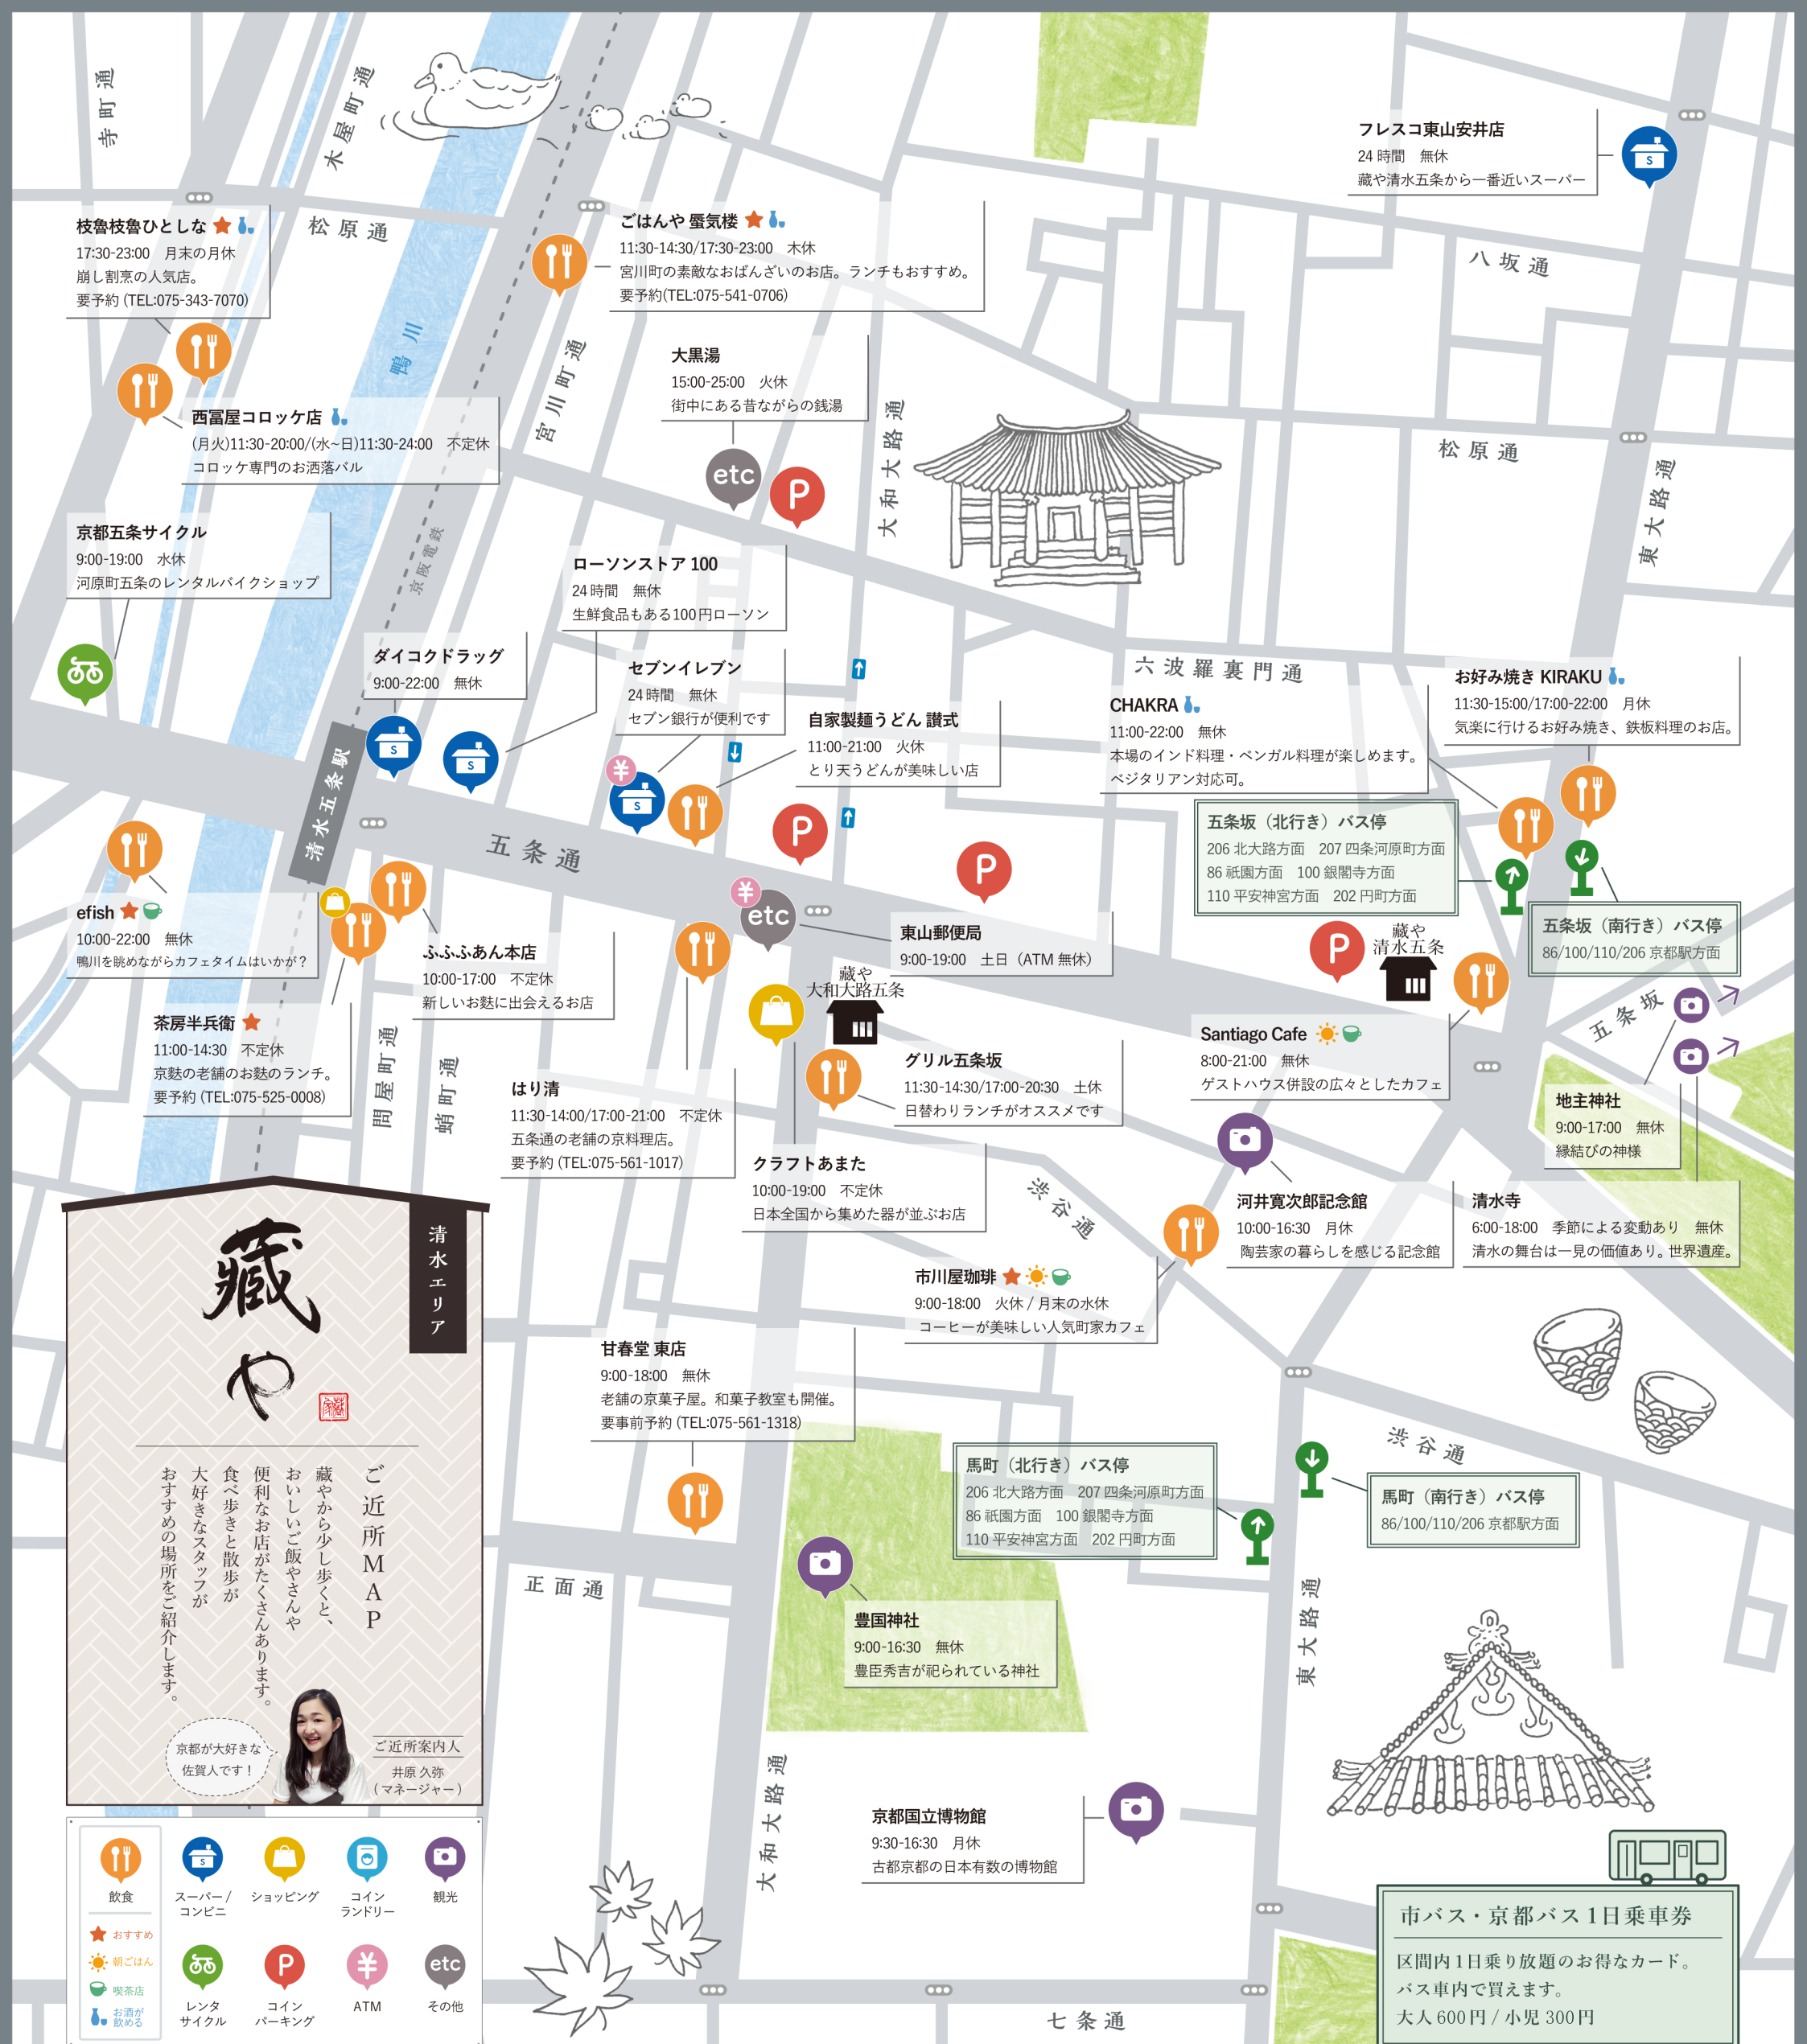 寺町通
木屋町通
フレスコ東山安井店
24時間　無休
藏や清水五条から一番近いスーパー
S
松原通
枝魯枝魯ひとしな
17:30-23:00　月末の月休
崩し割烹の人気店。
要予約 (TEL:075-343-7070)
ごはんや 蜃気楼
11:30-14:30/17:30-23:00　木休
宮川町の素敵なおばんざいのお店。ランチもおすすめ。
要予約(TEL:075-541-0706)
八坂通
鴨川
宮川町通
大黒湯
15:00-25:00　火休
街中にある昔ながらの銭湯
etc
P
大和大路通
西冨屋コロッケ店
(月火)11:30-20:00/(水~日)11:30-24:00　不定休
コロッケ専門のお洒落バル
松原通
東大路通
京都五条サイクル
9:00-19:00　水休
河原町五条のレンタルバイクショップ
京阪電鉄
ローソンストア 100
24時間　無休
生鮮食品もある100円ローソン
ダイコクドラッグ
9:00-22:00　無休
S
S
セブンイレブン
24時間　無休
セブン銀行が便利です
¥
S
自家製麺うどん 讃式
11:00-21:00　火休
とり天うどんが美味しい店
六波羅裏門通
CHAKRA
11:00-22:00　無休
本場のインド料理・ベンガル料理が楽しめます。
ベジタリアン対応可。
お好み焼き KIRAKU
11:30-15:00/17:00-22:00　月休
気楽に行けるお好み焼き、鉄板料理のお店。
清水五条駅
五条通
P
P
五条坂（北行き）バス停
206 北大路方面　207 四条河原町方面
86 祇園方面　100 銀閣寺方面
110 平安神宮方面　202 円町方面
五条坂（南行き）バス停
86/100/110/206 京都駅方面
efish
10:00-22:00　無休
鴨川を眺めながらカフェタイムはいかが？
ふふふあん本店
10:00-17:00　不定休
新しいお麩に出会えるお店
¥
etc
東山郵便局
9:00-19:00　土日（ATM 無休）
P
藏や
清水五条
藏や
大和大路五条
茶房半兵衛
11:00-14:30　不定休
京麩の老舗のお麩のランチ。
要予約 (TEL:075-525-0008)
問屋町通
蛸町通
はり清
11:30-14:00/17:00-21:00　不定休
五条通の老舗の京料理店。
要予約 (TEL:075-561-1017)
グリル五条坂
11:30-14:30/17:00-20:30　土休
日替わりランチがオススメです
Santiago Cafe
8:00-21:00　無休
ゲストハウス併設の広々としたカフェ
五条坂
地主神社
9:00-17:00　無休
縁結びの神様
クラフトあまた
10:00-19:00　不定休
日本全国から集めた器が並ぶお店
渋谷通
河井寛次郎記念館
10:00-16:30　月休
陶芸家の暮らしを感じる記念館
清水寺
6:00-18:00　季節による変動あり　無休
清水の舞台は一見の価値あり。世界遺産。
市川屋珈琲
9:00-18:00　火休 / 月末の水休
コーヒーが美味しい人気町家カフェ
甘春堂 東店
9:00-18:00　無休
老舗の京菓子屋。和菓子教室も開催。
要事前予約 (TEL:075-561-1318)
渋谷通
馬町（北行き）バス停
206 北大路方面　207 四条河原町方面
86 祇園方面　100 銀閣寺方面
110 平安神宮方面　202 円町方面
馬町（南行き）バス停
86/100/110/206 京都駅方面
正面通
豊国神社
9:00-16:30　無休
豊臣秀吉が祀られている神社
東大路通
大和大路通
京都国立博物館
9:30-16:30　月休
古都京都の日本有数の博物館
七条通
清水エリア
藏や
ご近所MAP
藏やから少し歩くと、
おいしいご飯やさんや
便利なお店がたくさんあります。
食べ歩きと散歩が
大好きなスタッフが
おすすめの場所をご紹介します。
京都が大好きな
佐賀人です！
ご近所案内人
井原 久弥
（マネージャー）
飲食
おすすめ
朝ごはん
喫茶店
お酒が
飲める
S
スーパー/
コンビニ
ショッピング
コイン
ランドリー
観光
レンタ
サイクル
P
コイン
パーキング
¥
ATM
etc
その他
市バス・京都バス1日乗車券
区間内1日乗り放題のお得なカード。
バス車内で買えます。
大人600円 / 小児300円